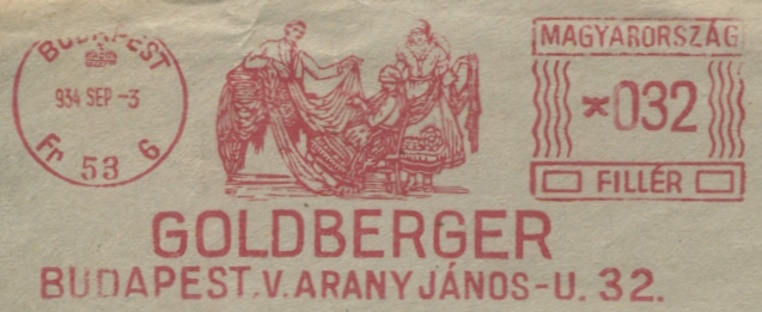 BUDAPEST
934 SEP -3
Fr 53 6
MAGYARORSZÁG
*032
FILLÉR
GOLDBERGER
BUDAPEST.V.ARANY JÁNOS-U. 32.